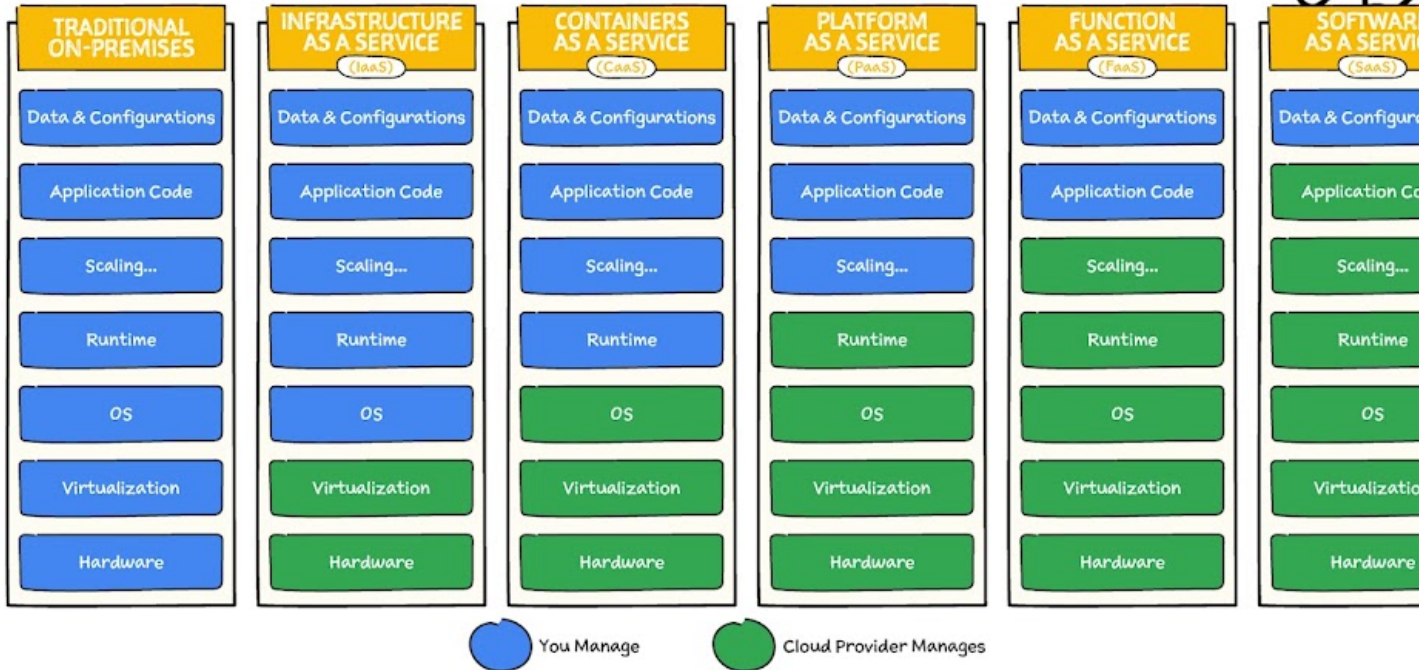 TRADITIONAL
ON-PREMISES
Data & Configurations
Application Code
Scaling...
Runtime
OS
Virtualization
Hardware
INFRASTRUCTURE
AS A SERVICE
(IaaS)
Data & Configurations
Application Code
Scaling...
Runtime
OS
Virtualization
Hardware
CONTAINERS
AS A SERVICE
(CaaS)
Data & Configurations
Application Code
Scaling...
Runtime
OS
Virtualization
Hardware
PLATFORM
AS A SERVICE
(PaaS)
Data & Configurations
Application Code
Scaling...
Runtime
OS
Virtualization
Hardware
FUNCTION
AS A SERVICE
(FaaS)
Data & Configurations
Application Code
Scaling...
Runtime
OS
Virtualization
Hardware
AS A
(SaaS)
Data &
Application
Scaling...
Runtime
OS
Hardware
You Manage
Cloud Provider Manages